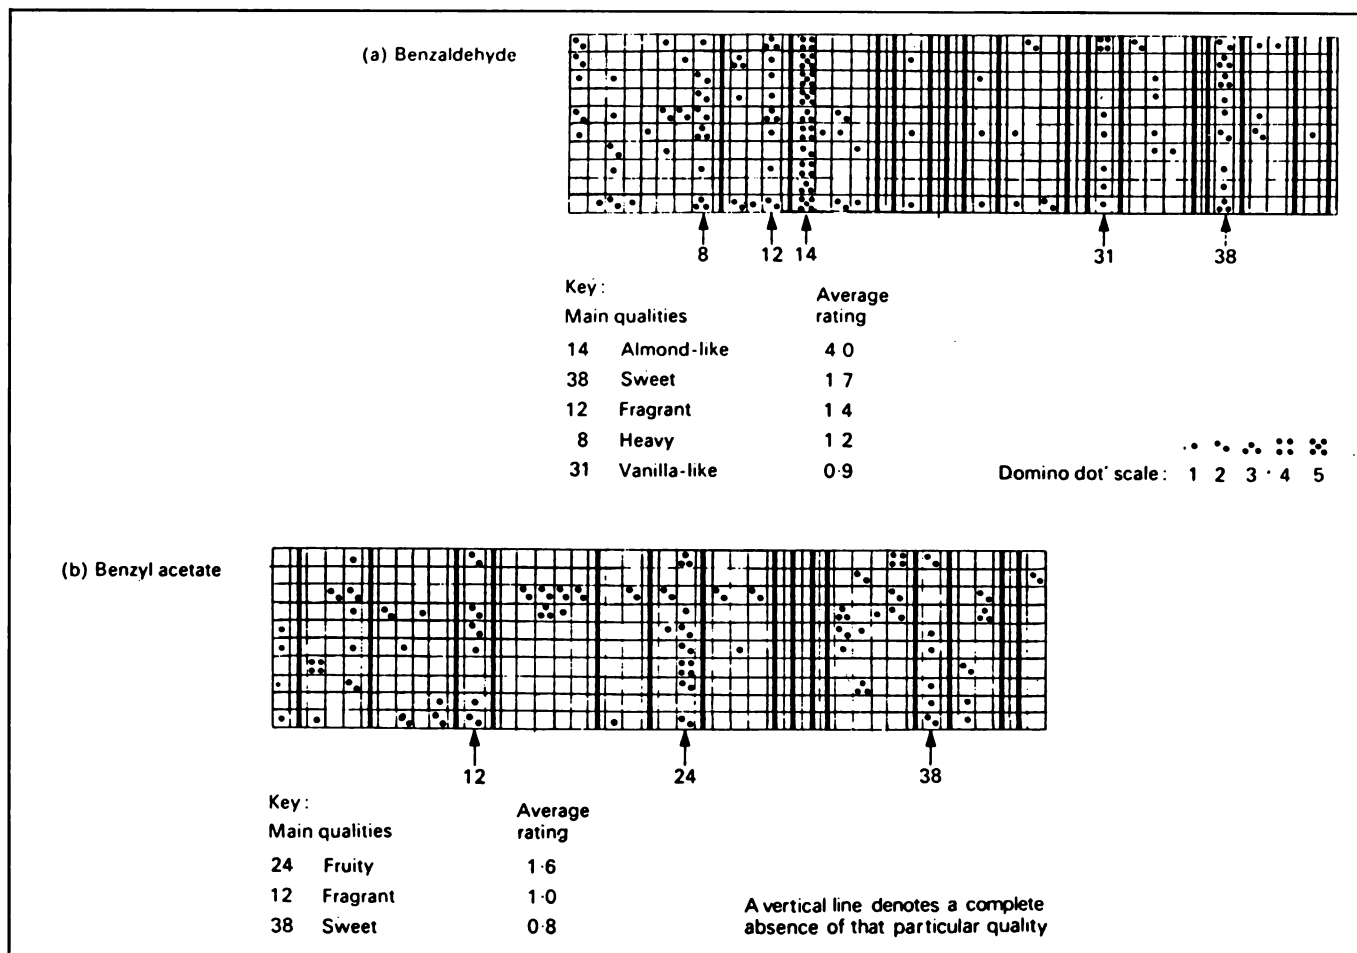 (a) Benzaldehyde
8 12 14 31 38
Key:
Main qualities Average rating
14 Almond-like 4 0
38 Sweet 1 7
12 Fragrant 1 4
8 Heavy 1 2
31 Vanilla-like 0·9
Domino dot' scale: 1 2 3 4 5
(b) Benzyl acetate
12 24 38
Key:
Main qualities Average rating
24 Fruity 1·6
12 Fragrant 1·0
38 Sweet 0·8
A vertical line denotes a complete
absence of that particular quality